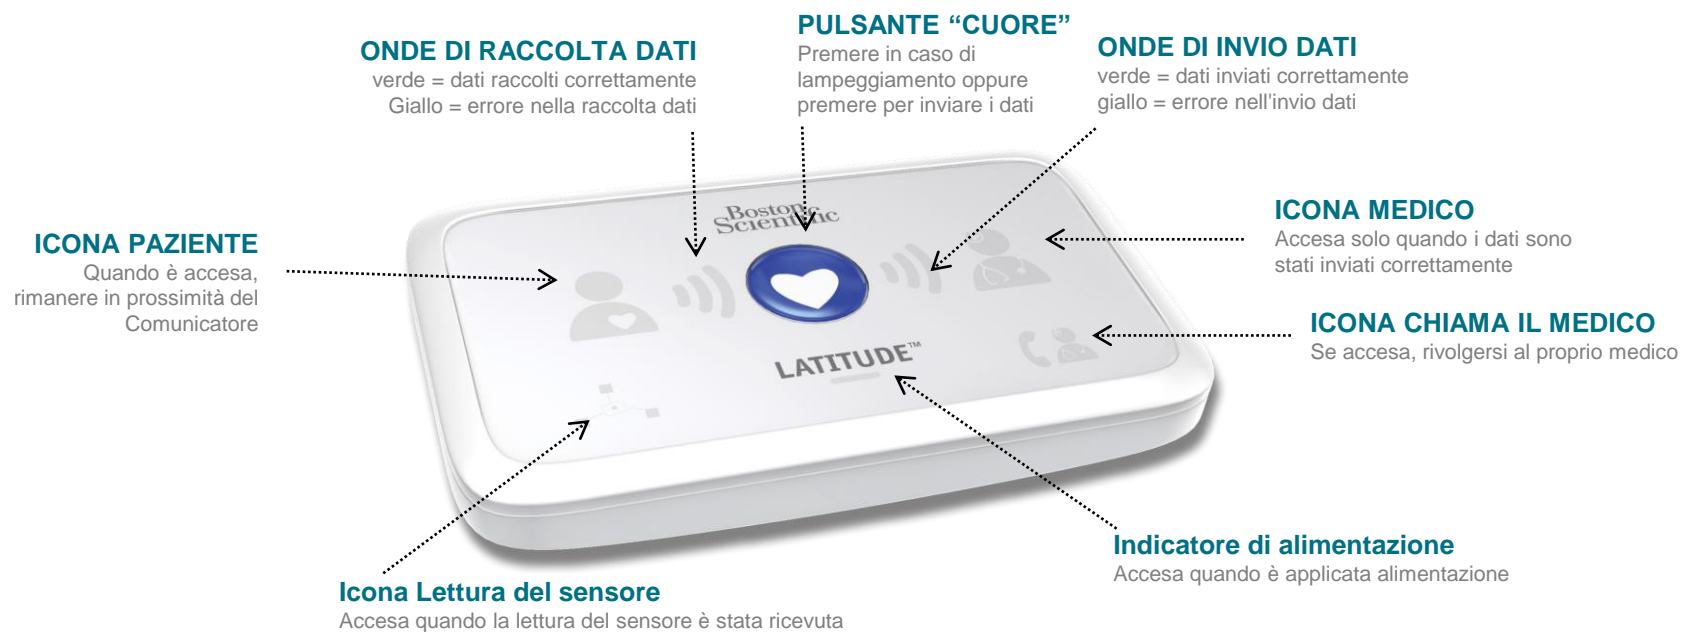 PULSANTE “CUORE”
Premere in caso di
lampeggiamento oppure
premere per inviare i dati
ONDE DI RACCOLTA DATI
verde = dati raccolti correttamente
Giallo = errore nella raccolta dati
ONDE DI INVIO DATI
verde = dati inviati correttamente
giallo = errore nell'invio dati
ICONA PAZIENTE
Quando è accesa,
rimanere in prossimità del
Comunicatore
Boston
Scientific
LATITUDE™
ICONA MEDICO
Accesa solo quando i dati sono
stati inviati correttamente
ICONA CHIAMA IL MEDICO
Se accesa, rivolgersi al proprio medico
Indicatore di alimentazione
Accesa quando è applicata alimentazione
Icona Lettura del sensore
Accesa quando la lettura del sensore è stata ricevuta